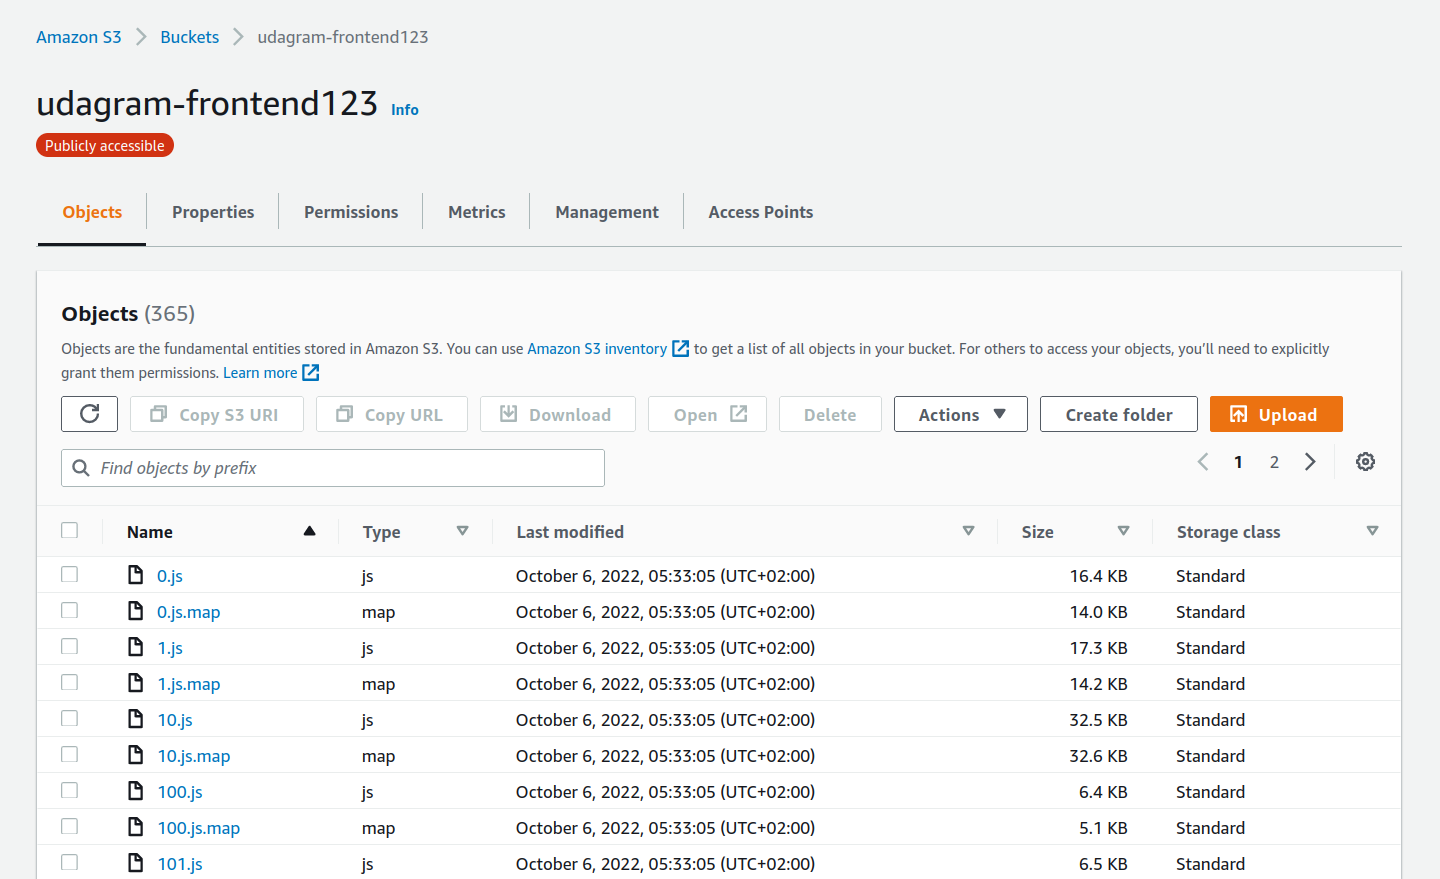 Amazon S3 > Buckets > udagram-frontend123
udagram-frontend123 Info
Publicly accessible
Objects Properties Permissions Metrics Management Access Points
Objects (365)
Objects are the fundamental entities stored in Amazon S3. You can use Amazon S3 inventory to get a list of all objects in your bucket. For others to access your objects, you’ll need to explicitly
grant them permissions. Learn more
Copy S3 URI Copy URL Download Open Delete Actions Create folder Upload
Find objects by prefix 1 2
Name Type Last modified Size Storage class
0.js js October 6, 2022, 05:33:05 (UTC+02:00) 16.4 KB Standard
0.js.map map October 6, 2022, 05:33:05 (UTC+02:00) 14.0 KB Standard
1.js js October 6, 2022, 05:33:05 (UTC+02:00) 17.3 KB Standard
1.js.map map October 6, 2022, 05:33:05 (UTC+02:00) 14.2 KB Standard
10.js js October 6, 2022, 05:33:05 (UTC+02:00) 32.5 KB Standard
10.js.map map October 6, 2022, 05:33:05 (UTC+02:00) 32.6 KB Standard
100.js js October 6, 2022, 05:33:05 (UTC+02:00) 6.4 KB Standard
100.js.map map October 6, 2022, 05:33:05 (UTC+02:00) 5.1 KB Standard
101.js js October 6, 2022, 05:33:05 (UTC+02:00) 6.5 KB Standard